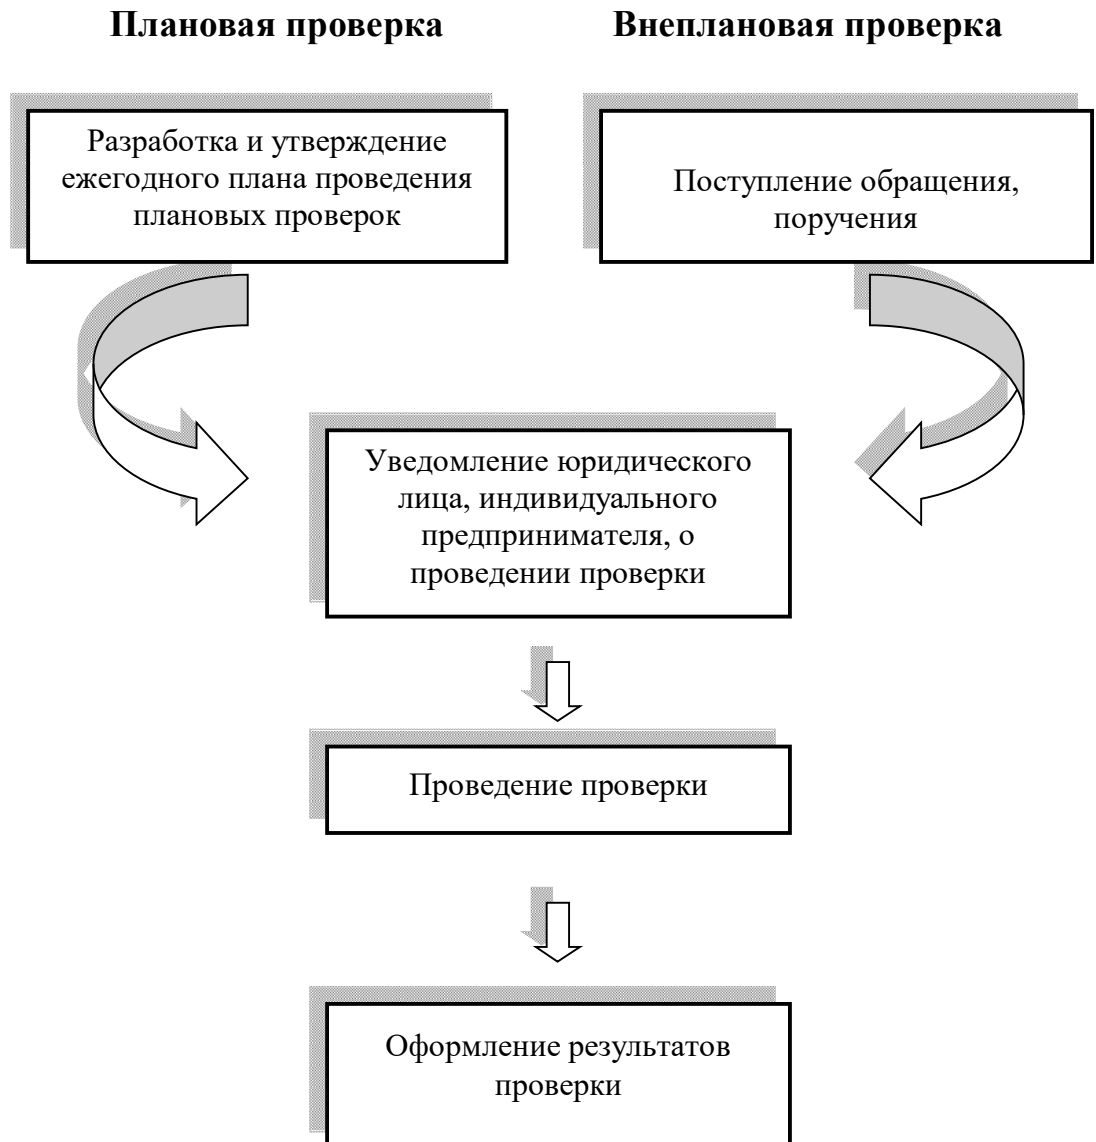 Плановая проверка
Внеплановая проверка
Разработка и утверждение
ежегодного плана проведения
плановых проверок
Поступление обращения,
поручения
Уведомление юридического
лица, индивидуального
предпринимателя, о
проведении проверки
Проведение проверки
Оформление результатов
проверки